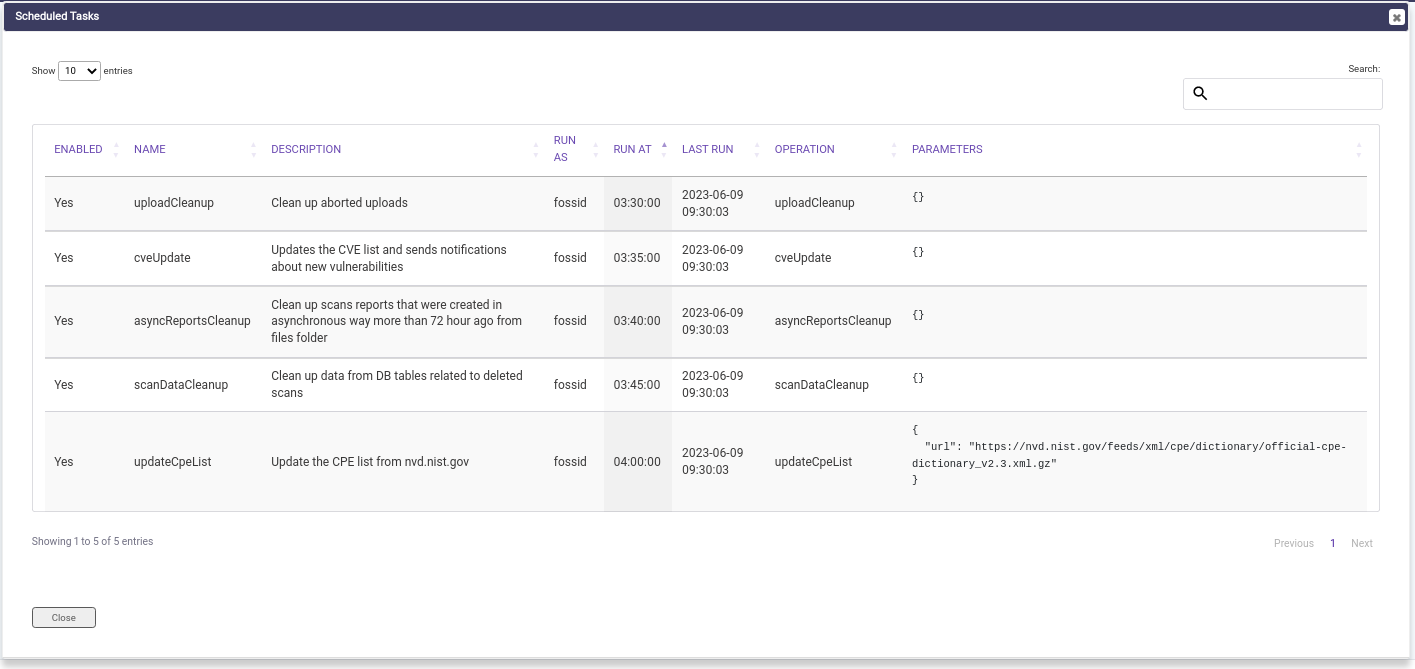 Scheduled Tasks
Show 10 entries
Search:
ENABLED NAME DESCRIPTION RUN AS RUN AT LAST RUN OPERATION PARAMETERS
Yes uploadCleanup Clean up aborted uploads fossid 03:30:00 2023-06-09 09:30:03 uploadCleanup {}
Yes cveUpdate Updates the CVE list and sends notifications about new vulnerabilities fossid 03:35:00 2023-06-09 09:30:03 cveUpdate {}
Yes asyncReportsCleanup Clean up scans reports that were created in asynchronous way more than 72 hour ago from files folder fossid 03:40:00 2023-06-09 09:30:03 asyncReportsCleanup {}
Yes scanDataCleanup Clean up data from DB tables related to deleted scans fossid 03:45:00 2023-06-09 09:30:03 scanDataCleanup {}
Yes updateCpeList Update the CPE list from nvd.nist.gov fossid 04:00:00 2023-06-09 09:30:03 updateCpeList {
"url": "https://nvd.nist.gov/feeds/xml/cpe/dictionary/official-cpe-
dictionary_v2.3.xml.gz"
}
Showing 1 to 5 of 5 entries
Previous 1 Next
Close